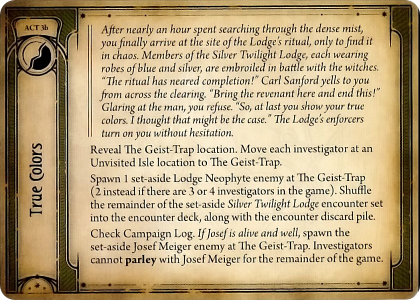 ACT 3b
True Colors
After nearly an hour spent searching through the dense mist,
you finally arrive at the site of the Lodge's ritual, only to find it
in chaos. Members of the Silver Twilight Lodge, each wearing
robes of blue and silver, are embroiled in battle with the witches.
"The ritual has neared completion!" Carl Sanford yells to you
from across the clearing. "Bring the revenant here and end this!"
Glaring at the man, you refuse. "So, at last you show your true
colors. I thought that might be the case." The Lodge's enforcers
turn on you without hesitation.
Reveal The Geist-Trap location. Move each investigator at an
Unvisited Isle location to The Geist-Trap.
Spawn 1 set-aside Lodge Neophyte enemy at The Geist-Trap
(2 instead if there are 3 or 4 investigators in the game). Shuffle
the remainder of the set-aside Silver Twilight Lodge encounter set
into the encounter deck, along with the encounter discard pile.
Check Campaign Log. If Josef is alive and well, spawn the
set-aside Josef Meiger enemy at The Geist-Trap. Investigators
cannot parley with Josef Meiger for the remainder of the game.